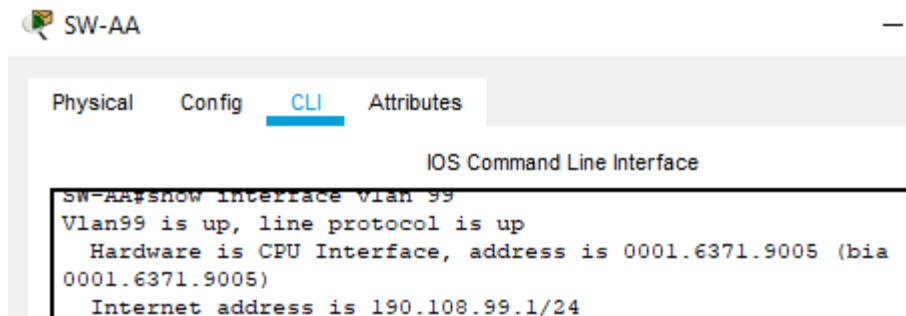 SW-AA
Physical Config CLI Attributes
IOS Command Line Interface
SW-AA#show interface vlan 99
Vlan99 is up, line protocol is up
Hardware is CPU Interface, address is 0001.6371.9005 (bia
0001.6371.9005)
Internet address is 190.108.99.1/24